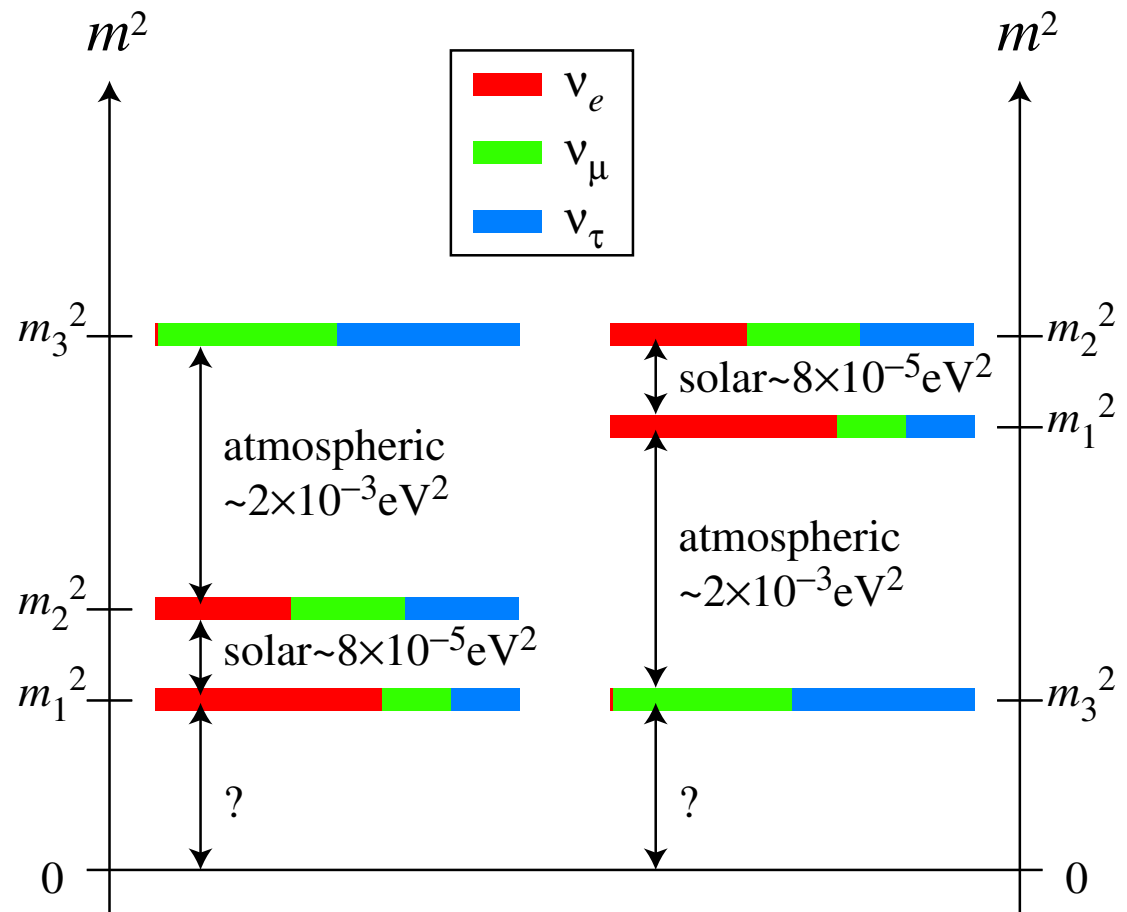 m²
m²
νₑ
ν_μ
ν_τ
m₃²
m₂²
solar~8×10⁻⁵eV²
m₁²
atmospheric
~2×10⁻³eV²
atmospheric
~2×10⁻³eV²
m₂²
solar~8×10⁻⁵eV²
m₁²
m₃²
?
?
0
0